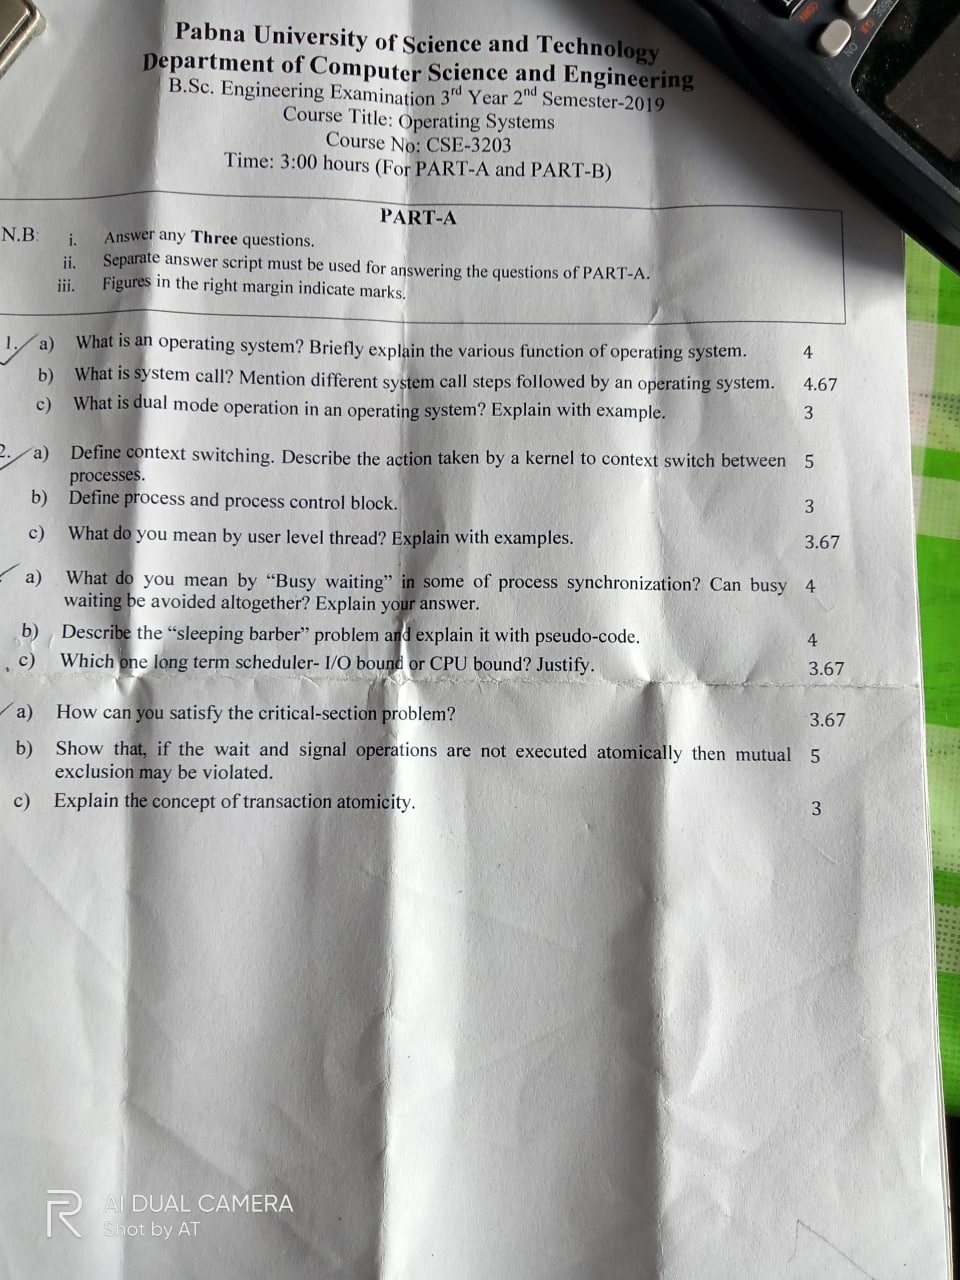 Pabna University of Science and Technology
Department of Computer Science and Engineering
B.Sc. Engineering Examination 3rd Year 2nd Semester-2019
Course Title: Operating Systems
Course No: CSE-3203
Time: 3:00 hours (For PART-A and PART-B)
PART-A
N.B: i. Answer any Three questions.
ii. Separate answer script must be used for answering the questions of PART-A.
iii. Figures in the right margin indicate marks.
1. a) What is an operating system? Briefly explain the various function of operating system. 4
b) What is system call? Mention different system call steps followed by an operating system. 4.67
c) What is dual mode operation in an operating system? Explain with example. 3
2. a) Define context switching. Describe the action taken by a kernel to context switch between 5
processes.
b) Define process and process control block. 3
c) What do you mean by user level thread? Explain with examples. 3.67
a) What do you mean by “Busy waiting” in some of process synchronization? Can busy 4
waiting be avoided altogether? Explain your answer.
b) Describe the “sleeping barber” problem and explain it with pseudo-code. 4
c) Which one long term scheduler- I/O bound or CPU bound? Justify. 3.67
a) How can you satisfy the critical-section problem? 3.67
b) Show that, if the wait and signal operations are not executed atomically then mutual 5
exclusion may be violated.
c) Explain the concept of transaction atomicity. 3
AI DUAL CAMERA
Shot by AT